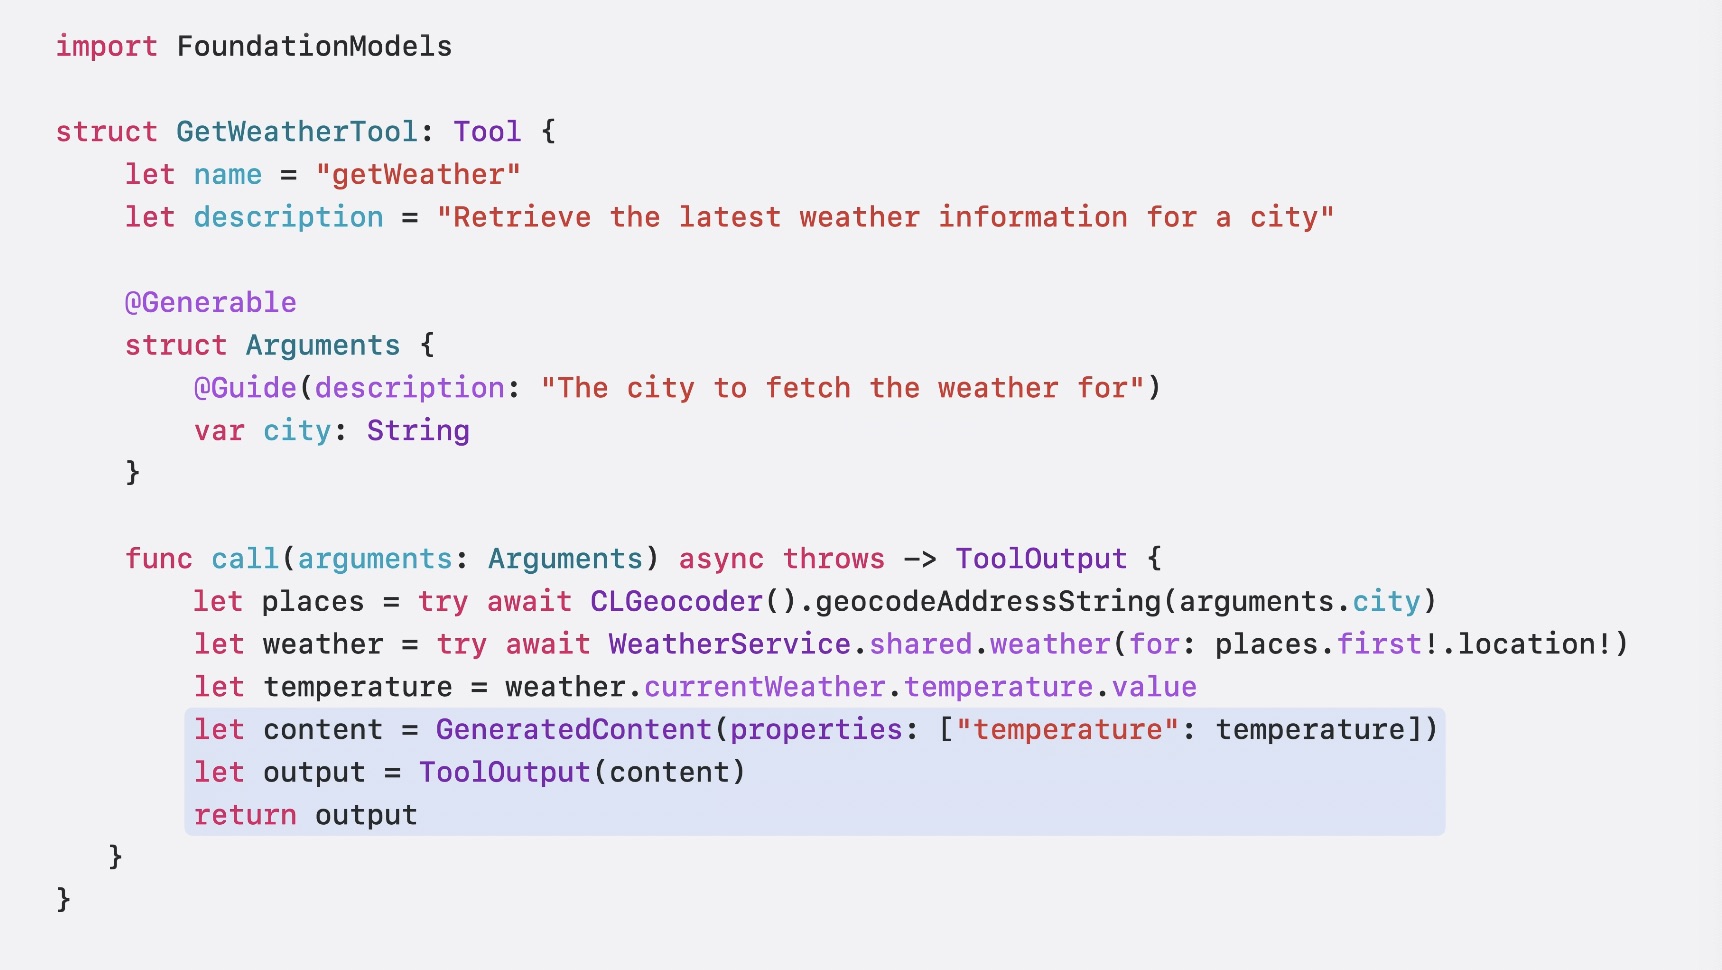 import FoundationModels
struct GetWeatherTool: Tool {
    let name = "getWeather"
    let description = "Retrieve the latest weather information for a city"
    @Generable
    struct Arguments {
        @Guide(description: "The city to fetch the weather for")
        var city: String
    }
    func call(arguments: Arguments) async throws -> ToolOutput {
        let places = try await CLGeocoder().geocodeAddressString(arguments.city)
        let weather = try await WeatherService.shared.weather(for: places.first!.location!)
        let temperature = weather.currentWeather.temperature.value
        let content = GeneratedContent(properties: ["temperature": temperature])
        let output = ToolOutput(content)
        return output
   }
}